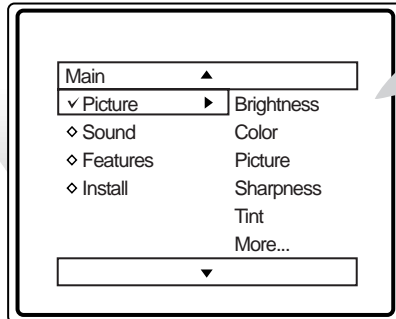 Main
Picture Brightness
Sound Color
Features Picture
Install Sharpness
Tint
More...